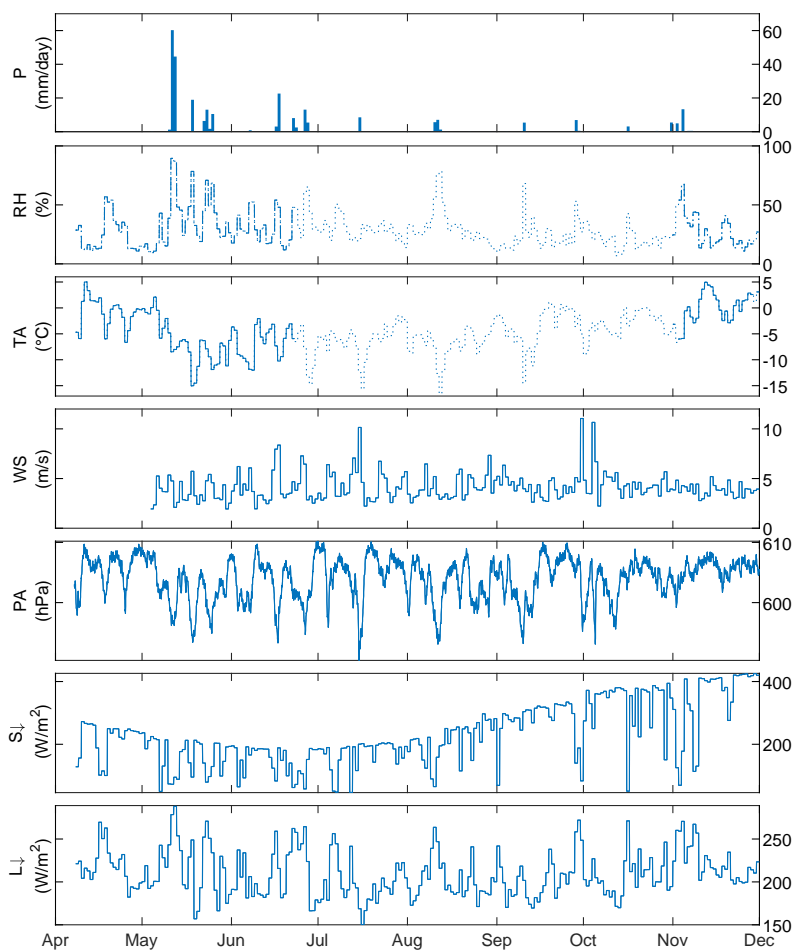 P
(mm/day)
60
40
20
0
RH
(%)
100
50
0
TA
(°C)
0
-5
-10
-15
WS
(m/s)
10
5
0
PA
(hPa)
610
600
S↓
(W/m²)
400
200
L↓
(W/m²)
250
200
150
Apr May Jun Jul Aug Sep Oct Nov Dec